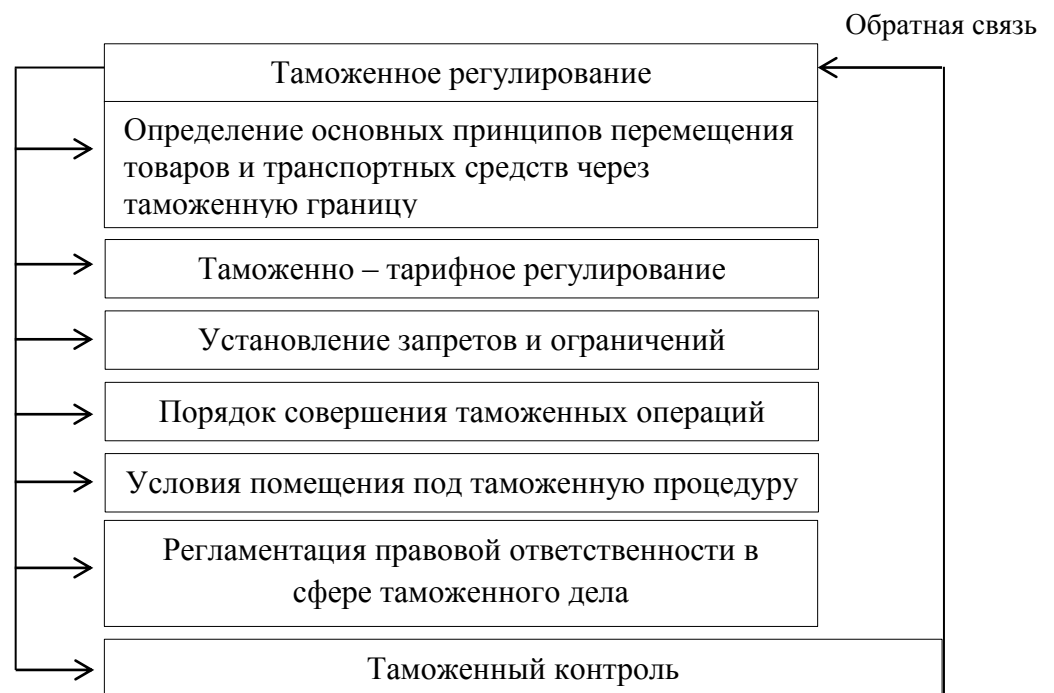 Обратная связь
Таможенное регулирование
Определение основных принципов перемещения
товаров и транспортных средств через
таможенную границу
Таможенно – тарифное регулирование
Установление запретов и ограничений
Порядок совершения таможенных операций
Условия помещения под таможенную процедуру
Регламентация правовой ответственности в
сфере таможенного дела
Таможенный контроль